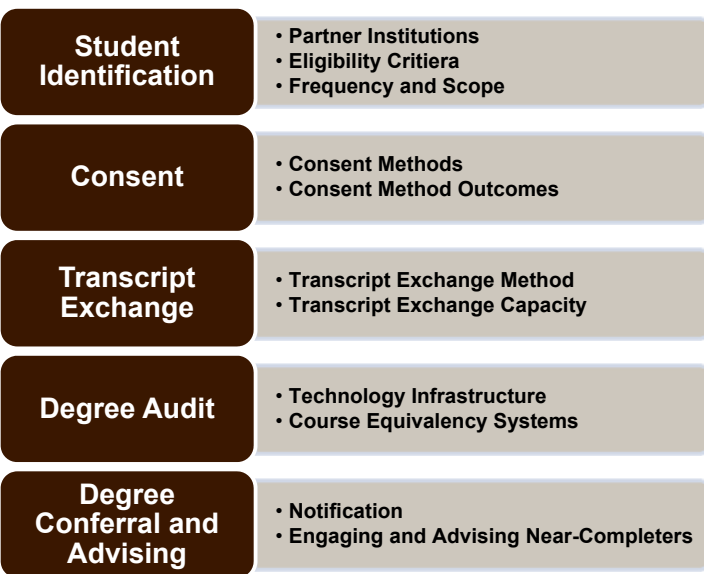 Student
Identification
• Partner Institutions
• Eligibility Critiera
• Frequency and Scope
Consent
• Consent Methods
• Consent Method Outcomes
Transcript
Exchange
• Transcript Exchange Method
• Transcript Exchange Capacity
Degree Audit
• Technology Infrastructure
• Course Equivalency Systems
Degree
Conferral and
Advising
• Notification
• Engaging and Advising Near-Completers